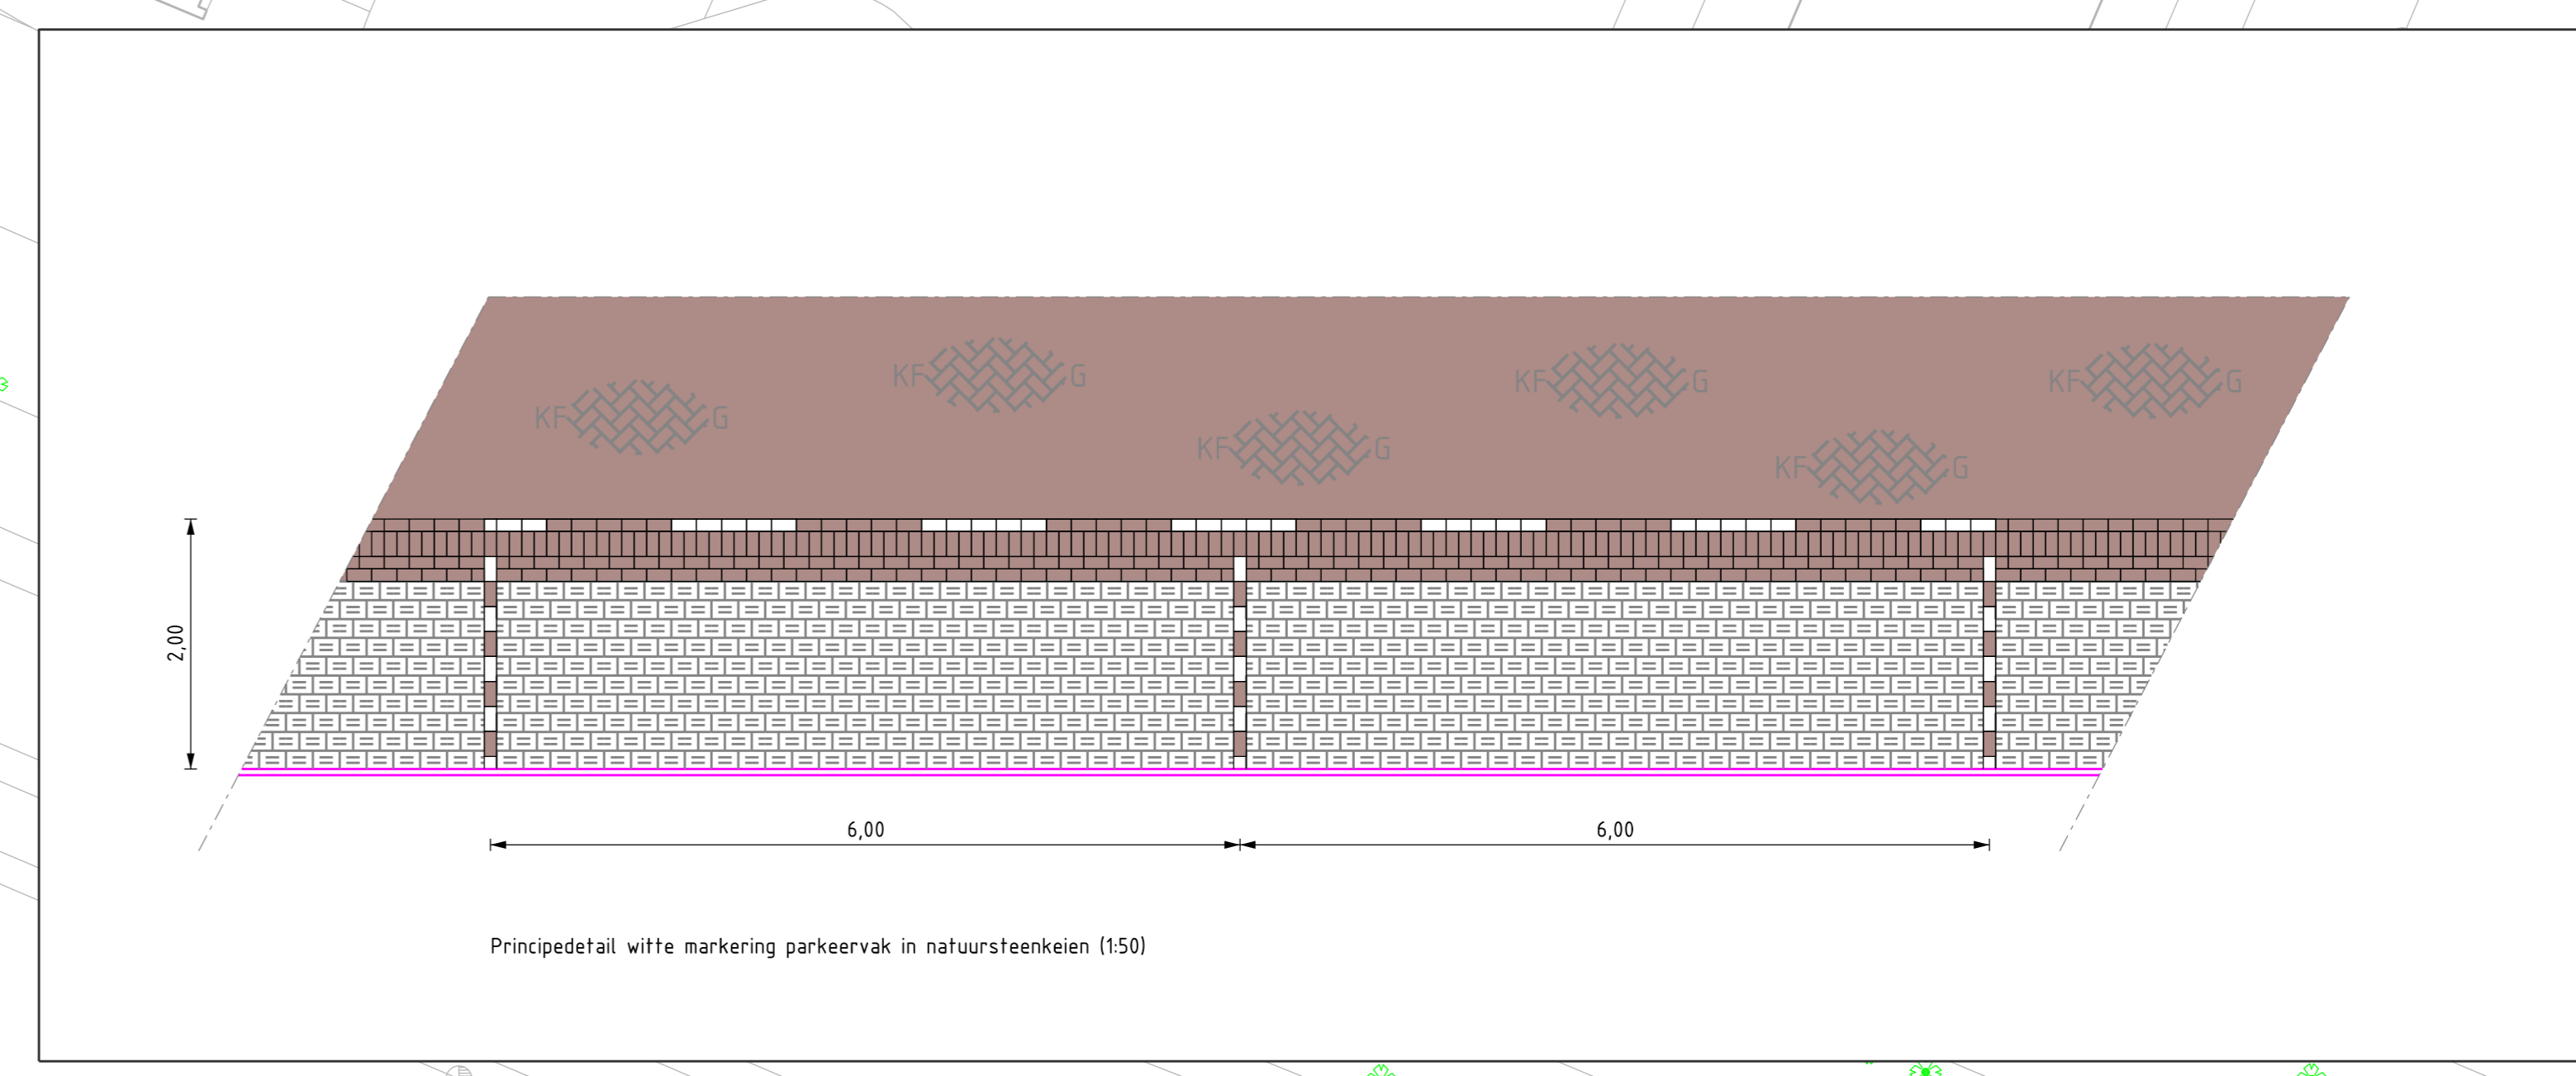 KF G
KF G
KF G
KF G
KF G
KF G
2,00
6,00 6,00
Principedetail witte markering parkeervak in natuursteenkeien (1:50)